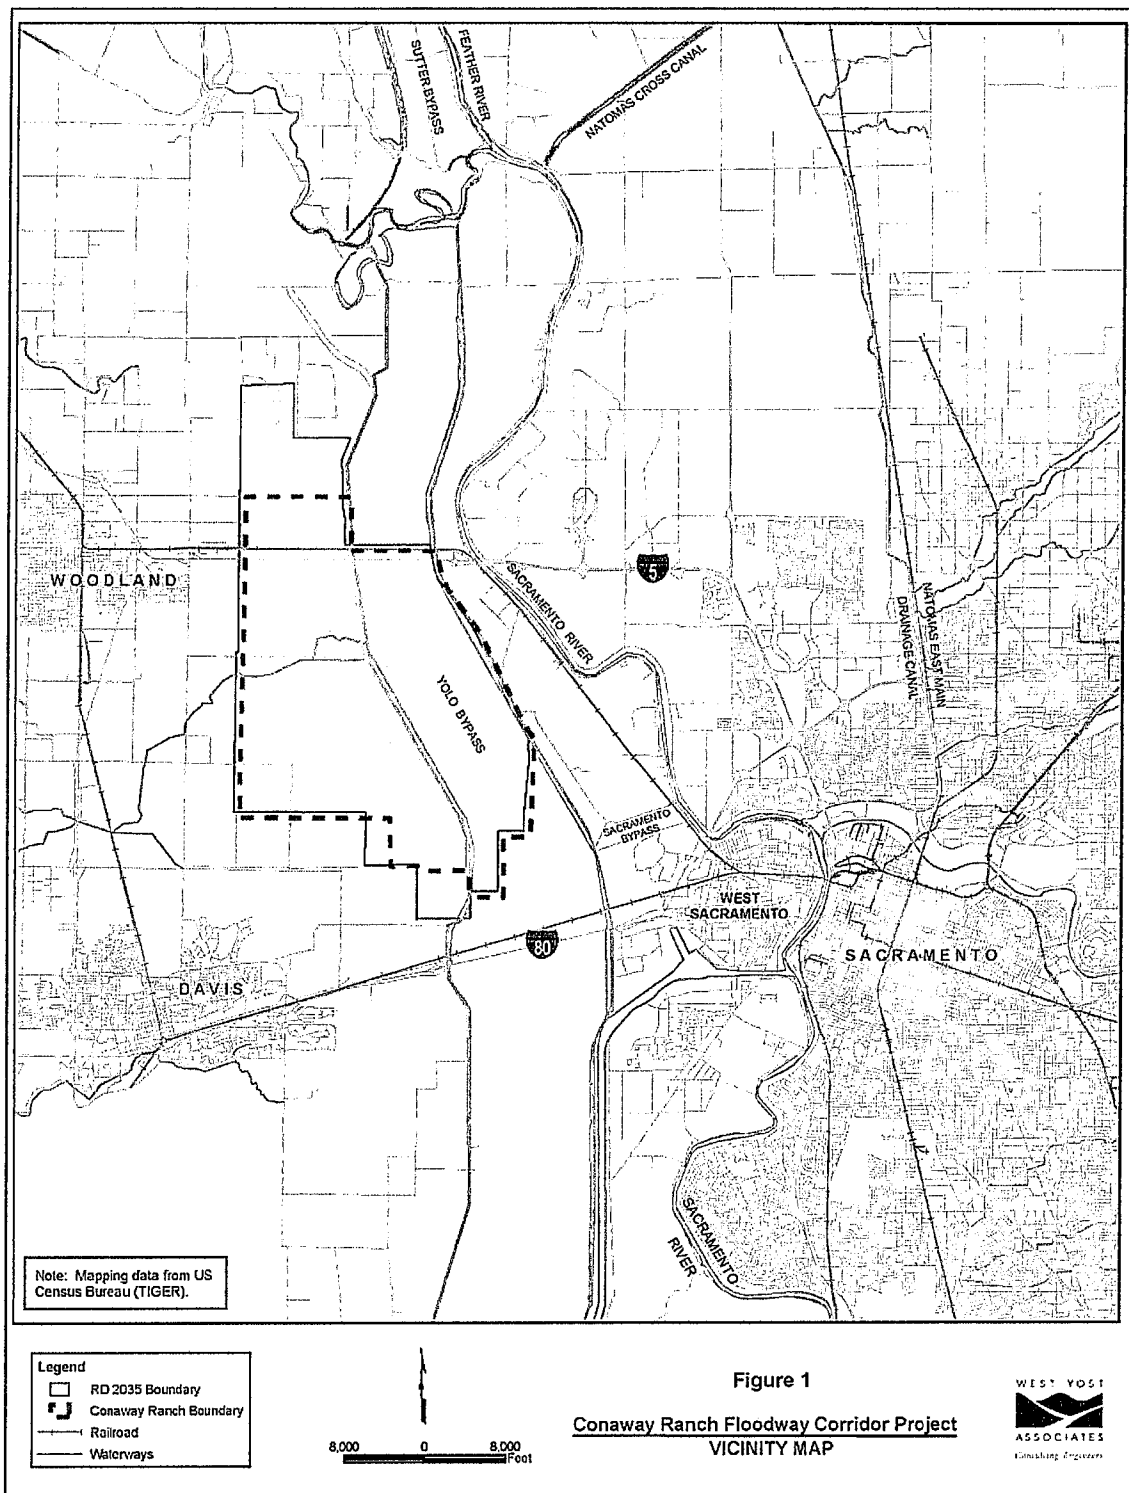 SUTTER BYPASS
FEATHER RIVER
NATOMAS CROSS CANAL
WOODLAND
5
SACRAMENTO RIVER
NATOMAS EAST MAIN
DRAINAGE CANAL
YOLO BYPASS
SACRAMENTO
BYPASS
WEST
SACRAMENTO
SACRAMENTO
80
DAVIS
SACRAMENTO
RIVER
Note: Mapping data from US
Census Bureau (TIGER).
Legend
RD 2035 Boundary
Conaway Ranch Boundary
Railroad
Waterways
8,000 0 8,000
Foot
Figure 1
Conaway Ranch Floodway Corridor Project
VICINITY MAP
WEST YOST
ASSOCIATES
Consulting Engineers